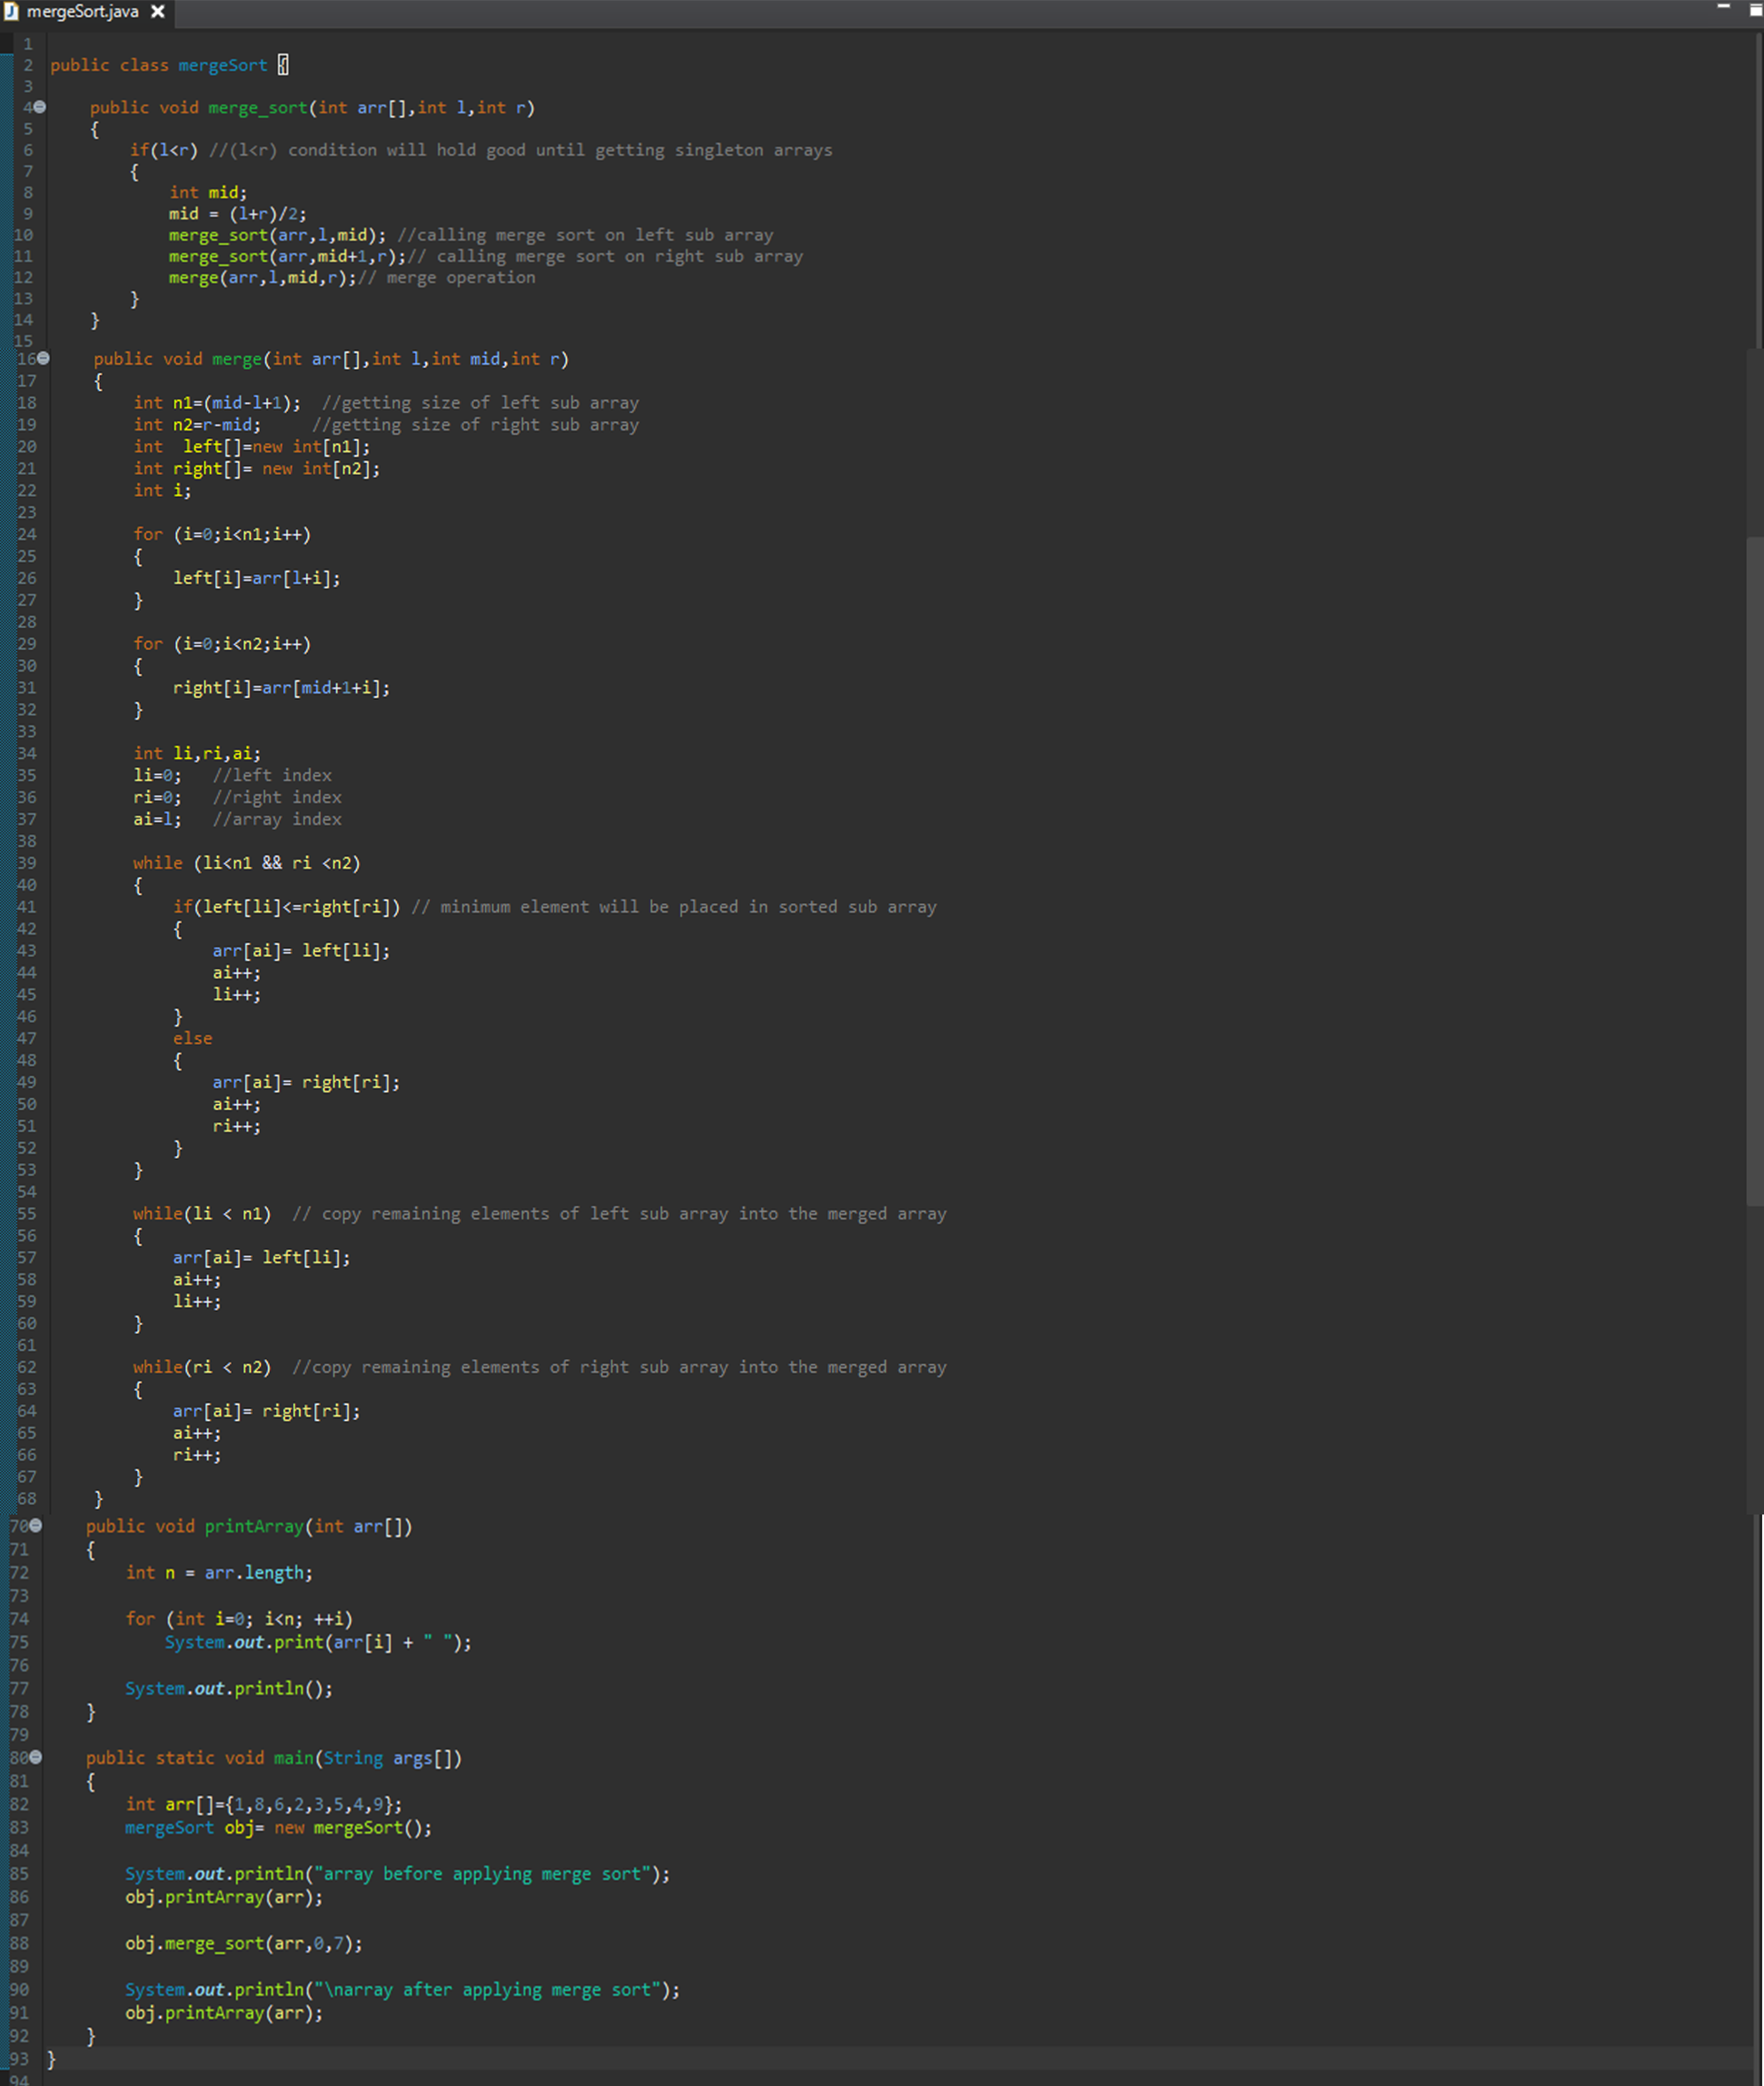 mergeSort.java
1
2 public class mergeSort {
3
4 public void merge_sort(int arr[],int l,int r)
5 {
6 if(l<r) //(l<r) condition will hold good until getting singleton arrays
7 {
8 int mid;
9 mid = (l+r)/2;
10 merge_sort(arr,l,mid); //calling merge sort on left sub array
11 merge_sort(arr,mid+1,r);// calling merge sort on right sub array
12 merge(arr,l,mid,r);// merge operation
13 }
14 }
15
16 public void merge(int arr[],int l,int mid,int r)
17 {
18 int n1=(mid-l+1);  //getting size of left sub array
19 int n2=r-mid;     //getting size of right sub array
20 int  left[]=new int[n1];
21 int right[]= new int[n2];
22 int i;
23
24 for (i=0;i<n1;i++)
25 {
26 left[i]=arr[l+i];
27 }
28
29 for (i=0;i<n2;i++)
30 {
31 right[i]=arr[mid+1+i];
32 }
33
34 int li,ri,ai;
35 li=0;   //left index
36 ri=0;   //right index
37 ai=l;   //array index
38
39 while (li<n1 && ri <n2)
40 {
41 if(left[li]<=right[ri]) // minimum element will be placed in sorted sub array
42 {
43 arr[ai]= left[li];
44 ai++;
45 li++;
46 }
47 else
48 {
49 arr[ai]= right[ri];
50 ai++;
51 ri++;
52 }
53 }
54
55 while(li < n1)  // copy remaining elements of left sub array into the merged array
56 {
57 arr[ai]= left[li];
58 ai++;
59 li++;
60 }
61
62 while(ri < n2)  //copy remaining elements of right sub array into the merged array
63 {
64 arr[ai]= right[ri];
65 ai++;
66 ri++;
67 }
68 }
70 public void printArray(int arr[])
71 {
72 int n = arr.length;
73
74 for (int i=0; i<n; ++i)
75 System.out.print(arr[i] + " ");
76
77 System.out.println();
78 }
79
80 public static void main(String args[])
81 {
82 int arr[]={1,8,6,2,3,5,4,9};
83 mergeSort obj= new mergeSort();
84
85 System.out.println("array before applying merge sort");
86 obj.printArray(arr);
87
88 obj.merge_sort(arr,0,7);
89
90 System.out.println("\narray after applying merge sort");
91 obj.printArray(arr);
92 }
93 }
94